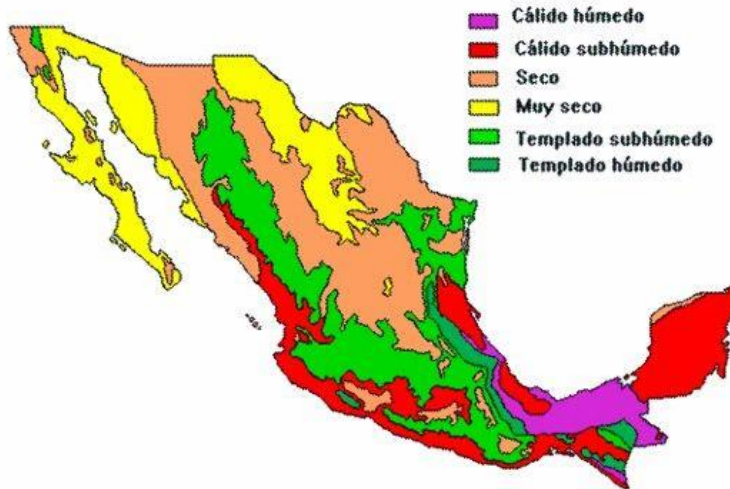 Cálido húmedo
Cálido subhúmedo
Seco
Muy seco
Templado subhúmedo
Templado húmedo